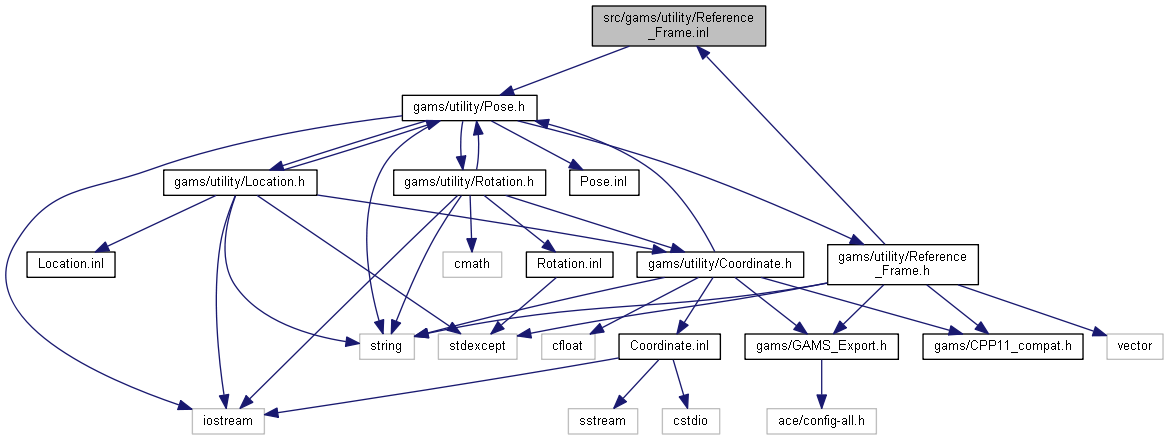 src/gams/utility/Reference
_Frame.inl
gams/utility/Pose.h
gams/utility/Location.h
gams/utility/Rotation.h
Pose.inl
Location.inl
cmath
Rotation.inl
gams/utility/Coordinate.h
gams/utility/Reference
_Frame.h
string
stdexcept
cfloat
Coordinate.inl
gams/GAMS_Export.h
gams/CPP11_compat.h
vector
iostream
sstream
cstdio
ace/config-all.h